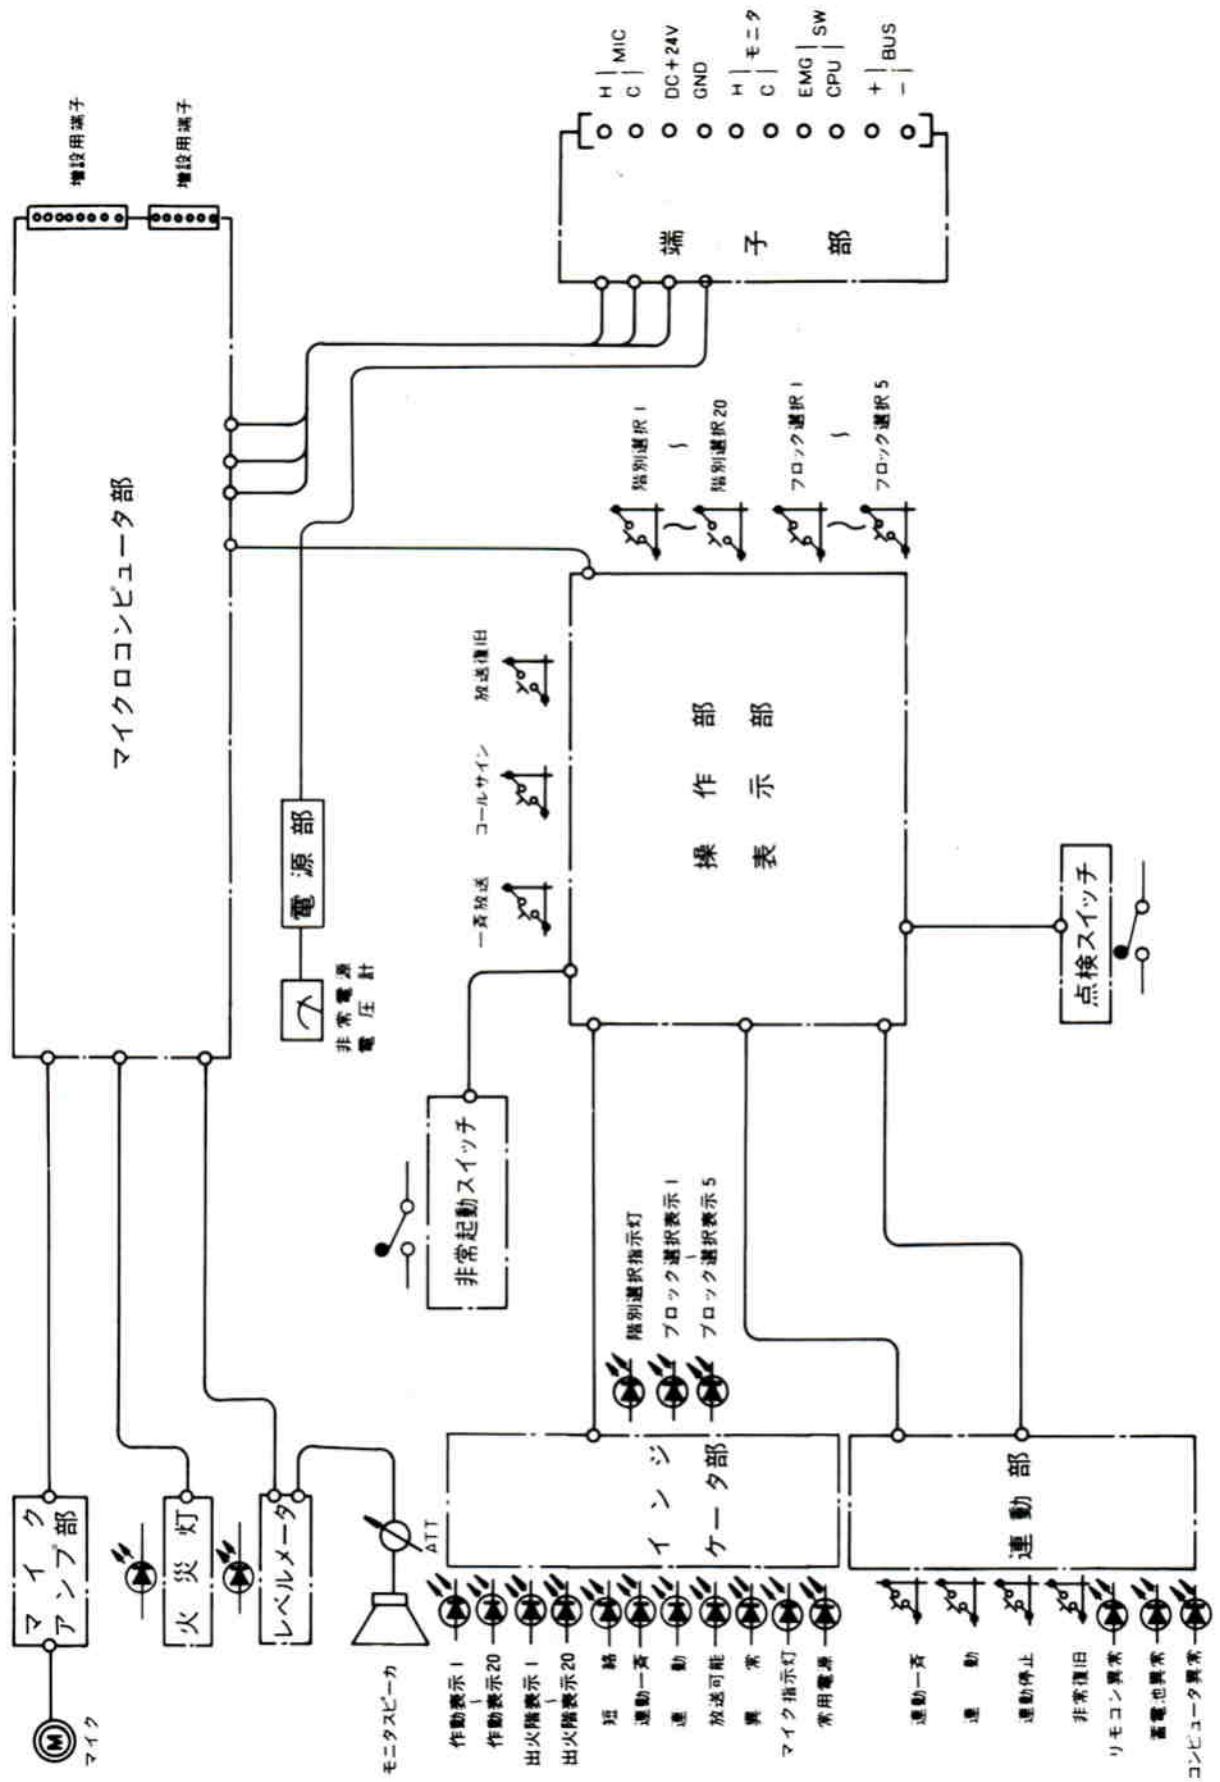 マイク
M
マイク
アンプ部
火災灯
レベルメータ
モニタスピーカ
ATT
マイクロコンピュータ部
増設用端子
増設用端子
電源部
非常電源
電圧計
非常起動スイッチ
一斉放送
コールサイン
放送復旧
操作部
表示部
階別選択1
〜
階別選択20
ブロック選択1
〜
ブロック選択5
端子部
H
C
MIC
DC+24V
GND
H
C
モニタ
EMG
CPU
SW
+
−
BUS
点検スイッチ
インジ
ケータ部
階別選択指示灯
ブロック選択表示1
〜
ブロック選択表示5
作動表示1
〜
作動表示20
出火階表示1
〜
出火階表示20
短絡
連動一斉
連動
放送可能
異常
マイク指示灯
常用電源
連動部
連動一斉
連動
連動停止
非常復旧
リモコン異常
蓄電池異常
コンピュータ異常